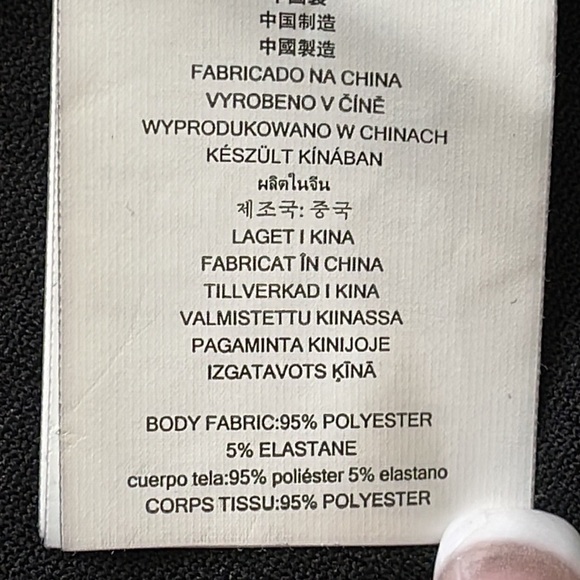 中国製
中国制造
中國製造
FABRICADO NA CHINA
VYROBENO V ČÍNĚ
WYPRODUKOWANO W CHINACH
KÉSZÜLT KÍNÁBAN
ผลิตในจีน
제조국: 중국
LAGET I KINA
FABRICAT ÎN CHINA
TILLVERKAD I KINA
VALMISTETTU KIINASSA
PAGAMINTA KINIJOJE
IZGATAVOTS ĶĪNĀ
BODY FABRIC:95% POLYESTER
5% ELASTANE
cuerpo tela:95% poliéster 5% elastano
CORPS TISSU:95% POLYESTER